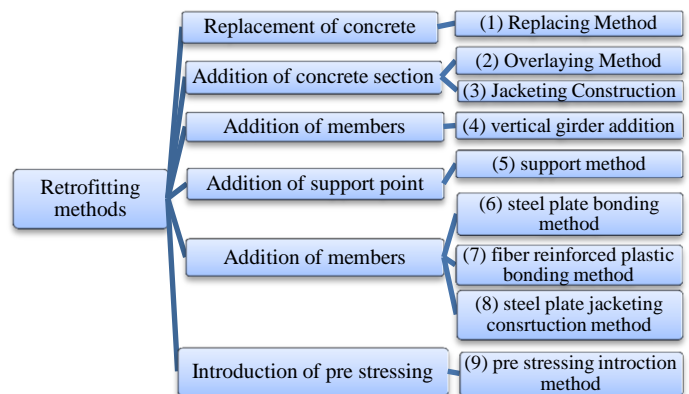 Retrofitting
methods
Replacement of concrete
(1) Replacing Method
Addition of concrete section
(2) Overlaying Method
(3) Jacketing Construction
Addition of members
(4) vertical girder addition
Addition of support point
(5) support method
Addition of members
(6) steel plate bonding
method
(7) fiber reinforced plastic
bonding method
(8) steel plate jacketing
consrtuction method
Introduction of pre stressing
(9) pre stressing introction
method